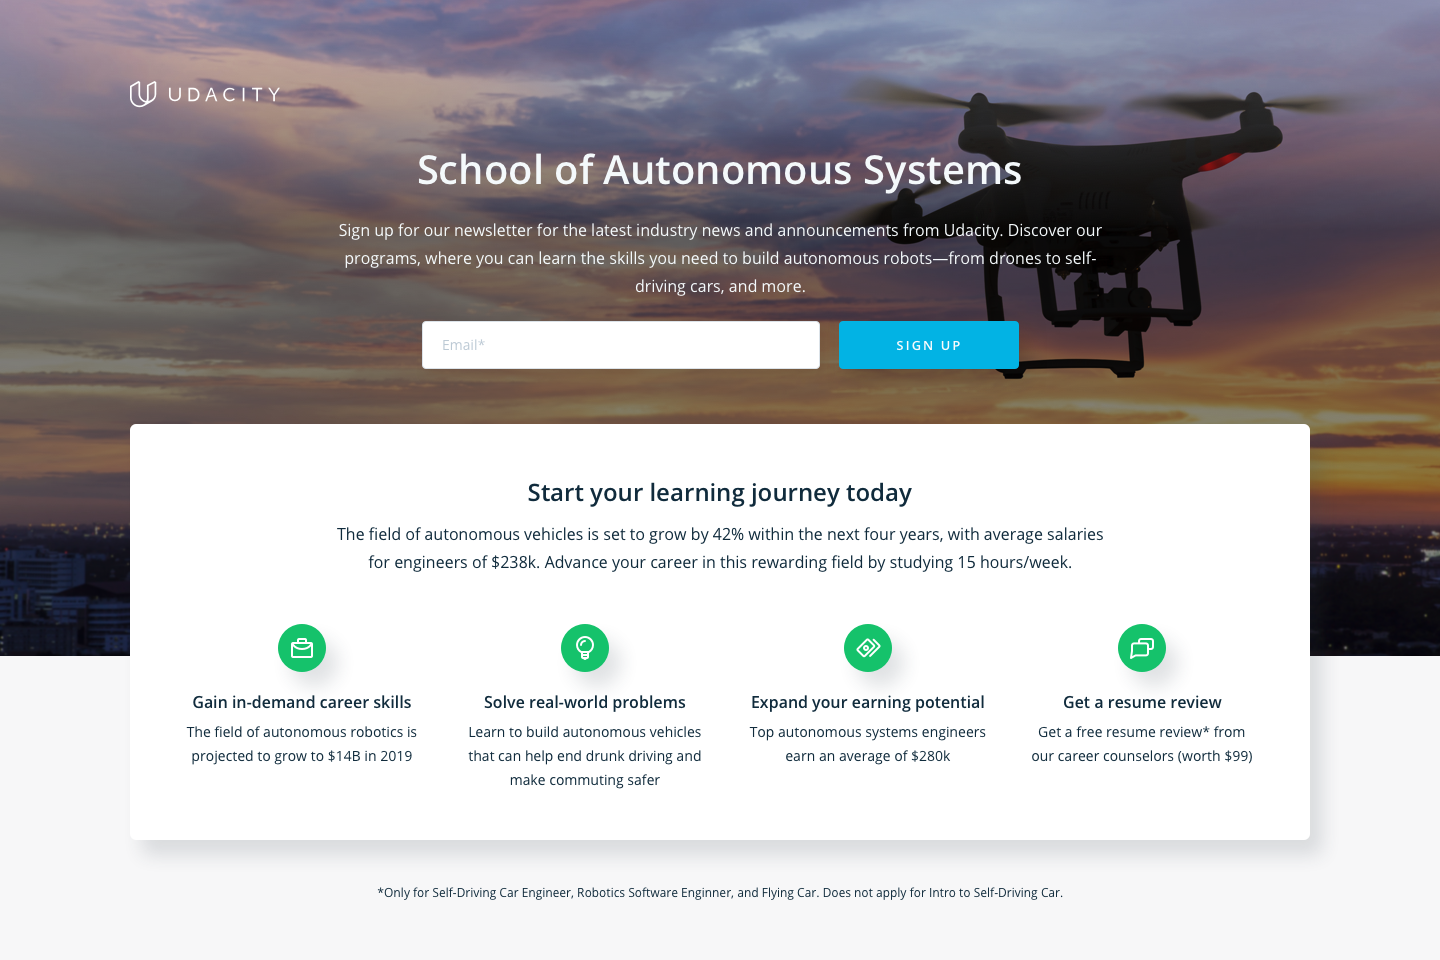 UDACITY
School of Autonomous Systems
Sign up for our newsletter for the latest industry news and announcements from Udacity. Discover our
programs, where you can learn the skills you need to build autonomous robots—from drones to self-
driving cars, and more.
Email*
SIGN UP
Start your learning journey today
The field of autonomous vehicles is set to grow by 42% within the next four years, with average salaries
for engineers of $238k. Advance your career in this rewarding field by studying 15 hours/week.
Gain in-demand career skills
The field of autonomous robotics is
projected to grow to $14B in 2019
Solve real-world problems
Learn to build autonomous vehicles
that can help end drunk driving and
make commuting safer
Expand your earning potential
Top autonomous systems engineers
earn an average of $280k
Get a resume review
Get a free resume review* from
our career counselors (worth $99)
*Only for Self-Driving Car Engineer, Robotics Software Enginner, and Flying Car. Does not apply for Intro to Self-Driving Car.